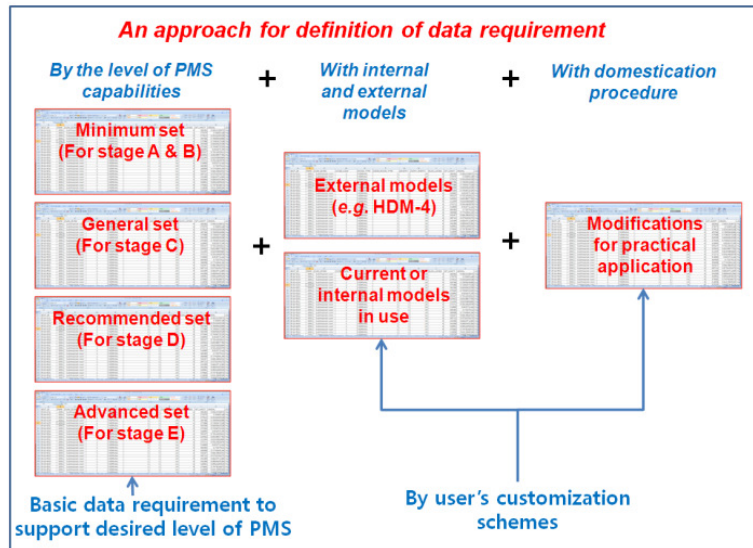 An approach for definition of data requirement
By the level of PMS
capabilities
+
With internal
and external
models
+
With domestication
procedure
Minimum set
(For stage A & B)
General set
(For stage C)
Recommended set
(For stage D)
Advanced set
(For stage E)
+
External models
(e.g. HDM-4)
Current or
internal models
in use
+
Modifications
for practical
application
Basic data requirement to
support desired level of PMS
By user's customization
schemes